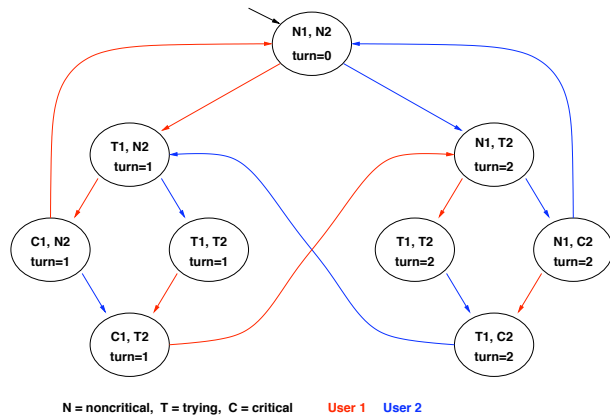 N1, N2
turn=0
T1, N2
turn=1
N1, T2
turn=2
C1, N2
turn=1
T1, T2
turn=1
T1, T2
turn=2
N1, C2
turn=2
C1, T2
turn=1
T1, C2
turn=2
N = noncritical, T = trying, C = critical User 1 User 2